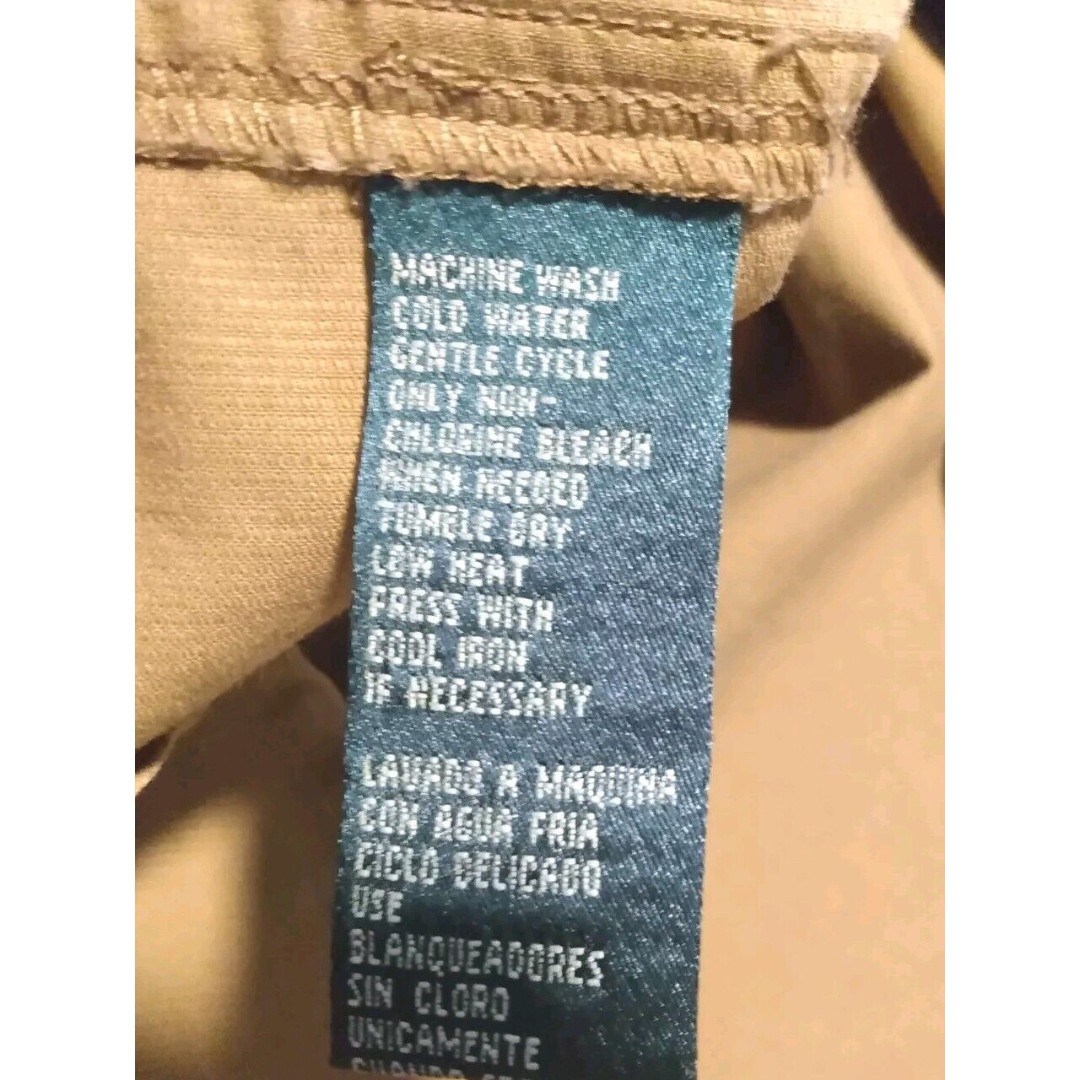 MACHINE WASH
COLD WATER
GENTLE CYCLE
ONLY NON-
CHLORINE BLEACH
WHEN NEEDED
TUMBLE DRY
LOW HEAT
PRESS WITH
COOL IRON
IF NECESSARY
LAVADO A MAQUINA
CON AGUA FRIA
CICLO DELICADO
USE
BLANQUEADORES
SIN CLORO
UNICAMENTE